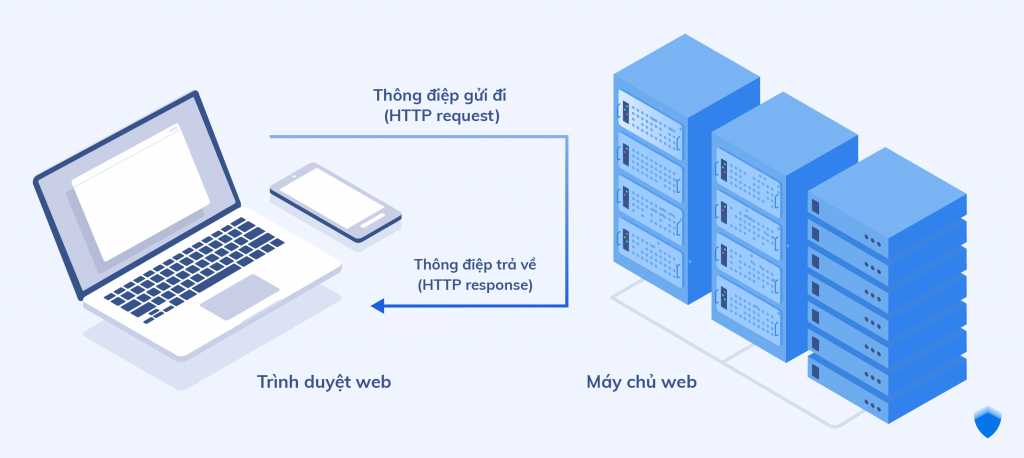 Thông điệp gửi đi
(HTTP request)
Thông điệp trả về
(HTTP response)
Trình duyệt web
Máy chủ web